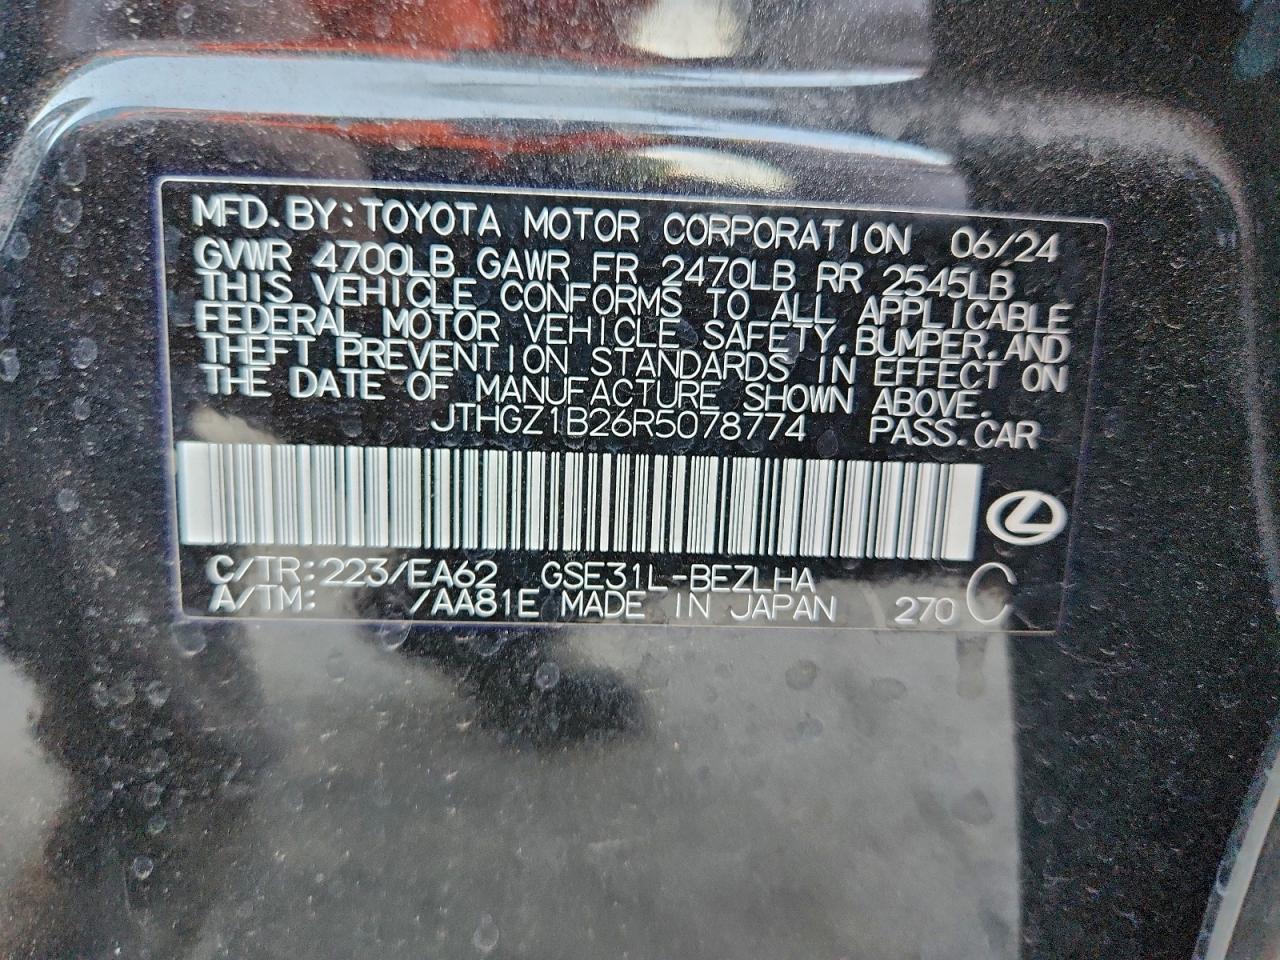 MFD. BY: TOYOTA MOTOR CORPORATION 06/24
GVWR 4700LB GAWR FR 2470LB RR 2545LB
THIS VEHICLE CONFORMS TO ALL APPLICABLE
FEDERAL MOTOR VEHICLE SAFETY, BUMPER, AND
THEFT PREVENTION STANDARDS IN EFFECT ON
THE DATE OF MANUFACTURE SHOWN ABOVE.
JTHGZ1B26R5078774 PASS. CAR
C/TR: 223/EA62 GSE31L-BEZLHA
A/TM: /AA81E MADE IN JAPAN 270 C